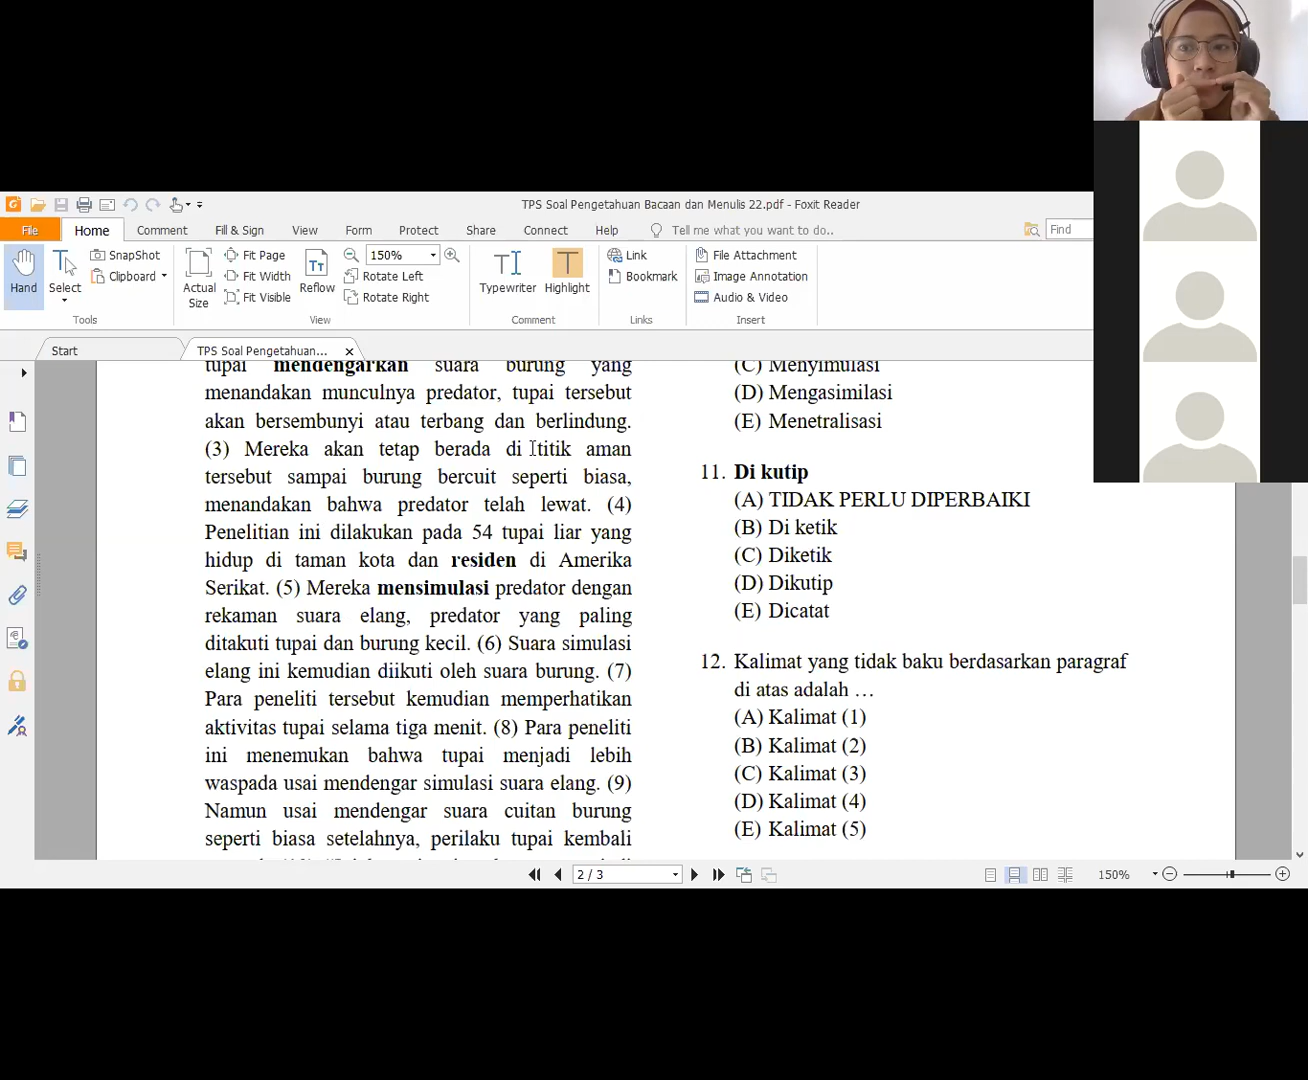 TPS Soal Pengetahuan Bacaan dan Menulis 22.pdf - Foxit Reader
File Home Comment Fill & Sign View Form Protect Share Connect Help Tell me what you want to do.. Find
Hand
Select
SnapShot
Clipboard
Tools
Actual Size
Fit Page
Fit Width
Fit Visible
Reflow
150%
Rotate Left
Rotate Right
View
Typewriter
Highlight
Comment
Link
Bookmark
Links
File Attachment
Image Annotation
Audio & Video
Insert
Start
TPS Soal Pengetahuan...
tupai mendengarkan suara burung yang
menandakan munculnya predator, tupai tersebut
akan bersembunyi atau terbang dan berlindung.
(3) Mereka akan tetap berada di titik aman
tersebut sampai burung bercuit seperti biasa,
menandakan bahwa predator telah lewat. (4)
Penelitian ini dilakukan pada 54 tupai liar yang
hidup di taman kota dan residen di Amerika
Serikat. (5) Mereka mensimulasi predator dengan
rekaman suara elang, predator yang paling
ditakuti tupai dan burung kecil. (6) Suara simulasi
elang ini kemudian diikuti oleh suara burung. (7)
Para peneliti tersebut kemudian memperhatikan
aktivitas tupai selama tiga menit. (8) Para peneliti
ini menemukan bahwa tupai menjadi lebih
waspada usai mendengar simulasi suara elang. (9)
Namun usai mendengar suara cuitan burung
seperti biasa setelahnya, perilaku tupai kembali
(C) Menyimulasi
(D) Mengasimilasi
(E) Menetralisasi
11. Di kutip
(A) TIDAK PERLU DIPERBAIKI
(B) Di ketik
(C) Diketik
(D) Dikutip
(E) Dicatat
12. Kalimat yang tidak baku berdasarkan paragraf
di atas adalah …
(A) Kalimat (1)
(B) Kalimat (2)
(C) Kalimat (3)
(D) Kalimat (4)
(E) Kalimat (5)
2 / 3
150%